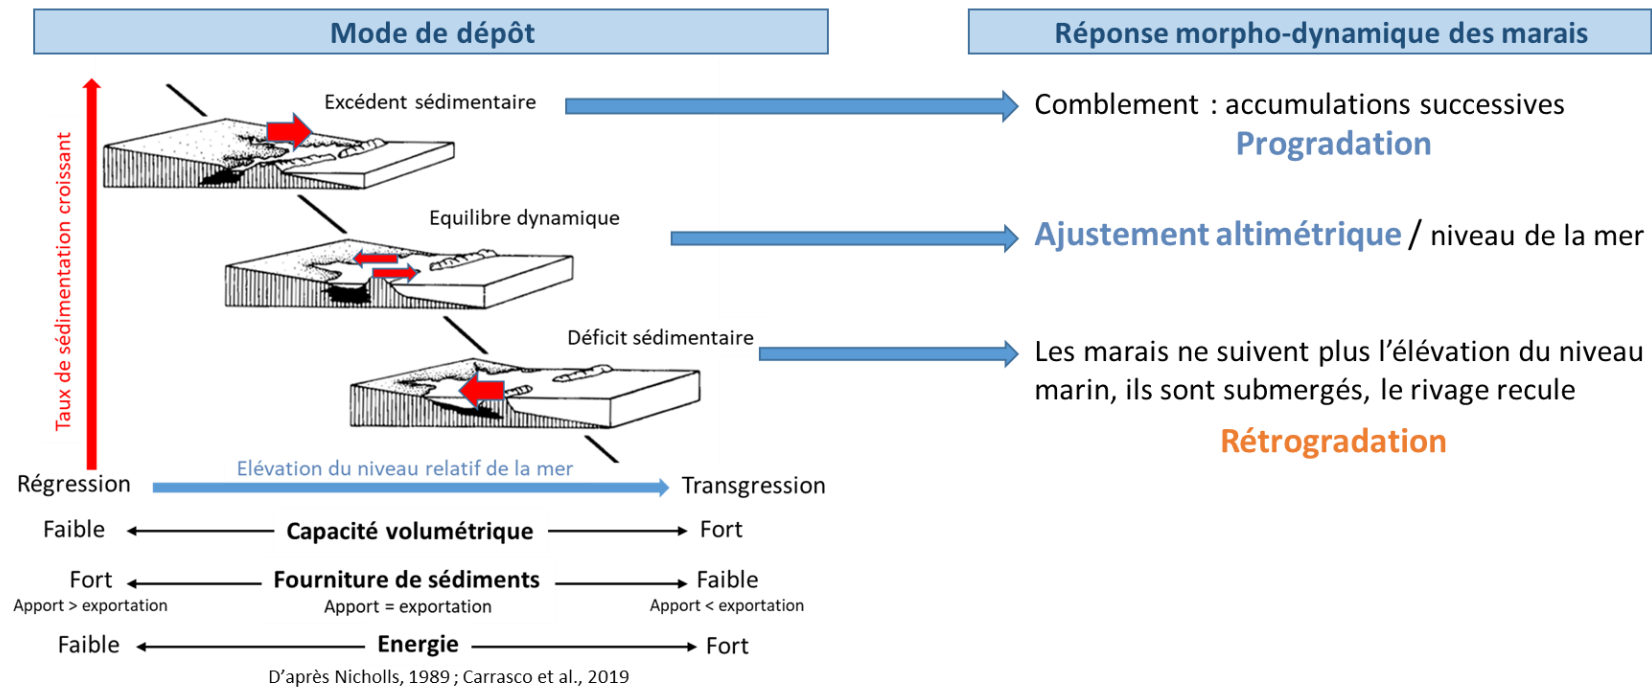 Mode de dépôt
Réponse morpho-dynamique des marais
Taux de sédimentation croissant
Excédent sédimentaire
Comblement : accumulations successives
Progradation
Equilibre dynamique
Ajustement altimétrique / niveau de la mer
Déficit sédimentaire
Les marais ne suivent plus l’élévation du niveau
marin, ils sont submergés, le rivage recule
Rétrogradation
Elévation du niveau relatif de la mer
Régression
Transgression
Faible
Capacité volumétrique
Fort
Fort
Fourniture de sédiments
Faible
Apport > exportation
Apport = exportation
Apport < exportation
Faible
Energie
Fort
D’après Nicholls, 1989 ; Carrasco et al., 2019